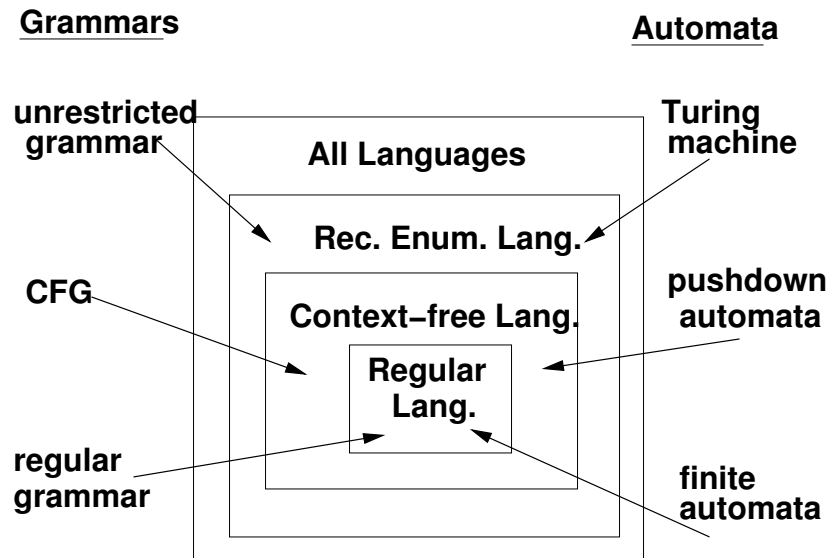 Grammars
Automata
unrestricted
grammar
Turing
machine
All Languages
Rec. Enum. Lang.
CFG
pushdown
automata
Context−free Lang.
Regular
Lang.
regular
grammar
finite
automata